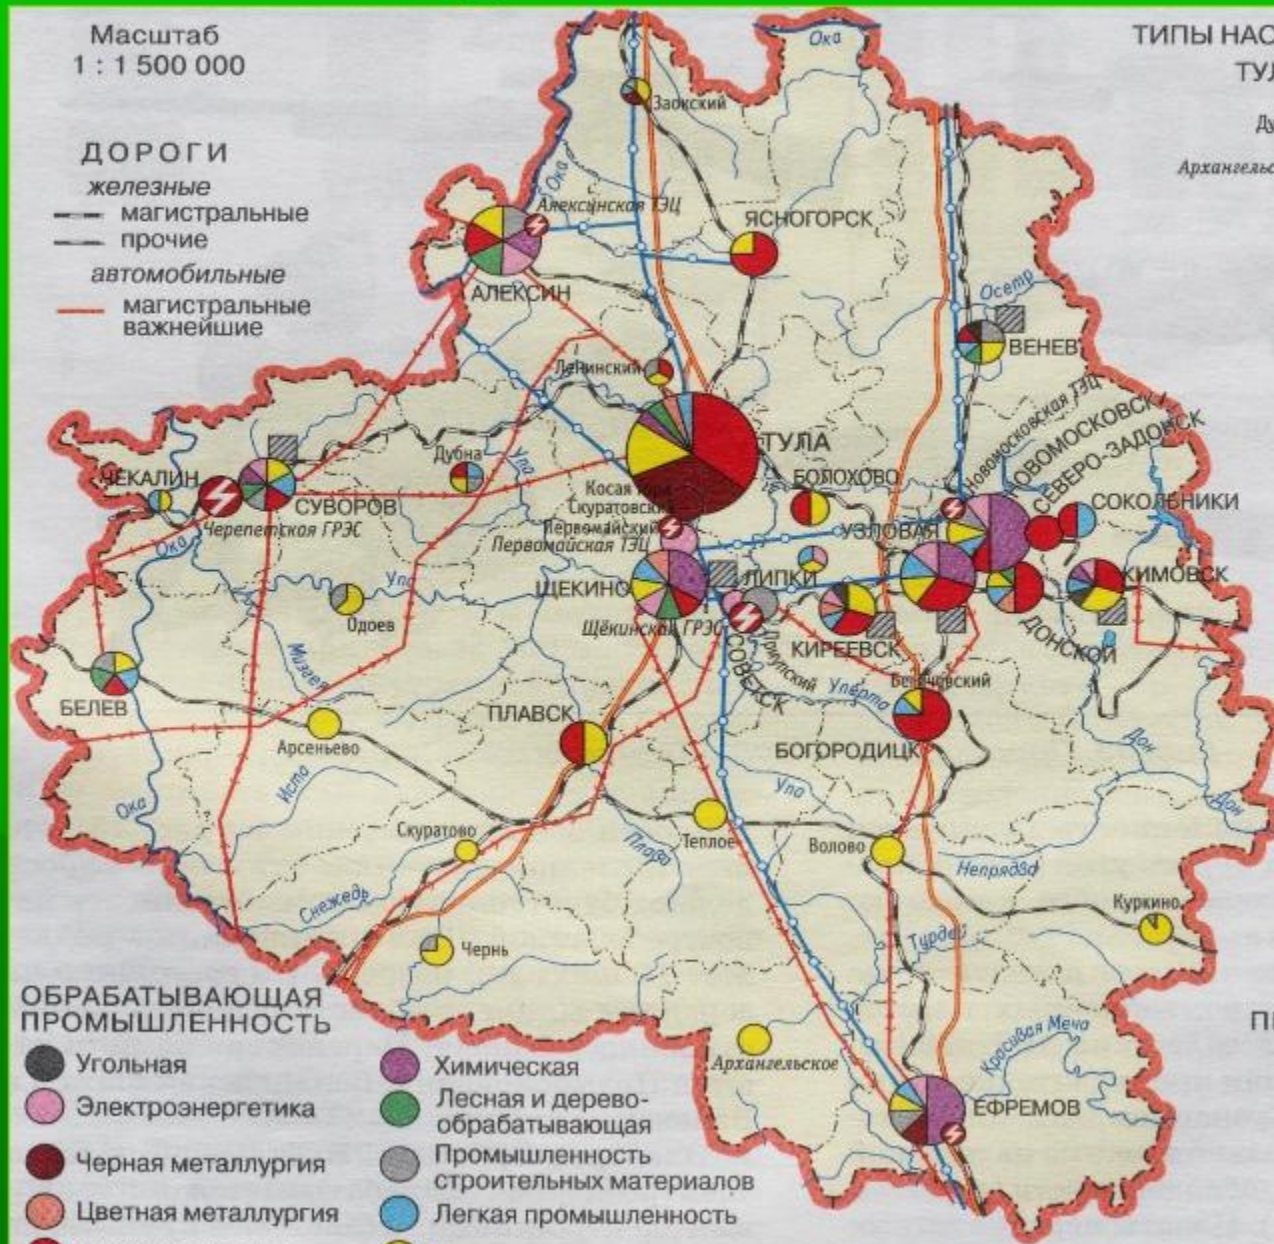 Масштаб
1 : 1 500 000
ТИПЫ НАС
ТУЛ
Ду
Архангельс
ДОРОГИ
железные
магистральные
прочие
автомобильные
магистральные
важнейшие
Ока
Заокский
Ока
Алексинская ТЭЦ
ЯСНОГОРСК
АЛЕКСИН
Осетр
ВЕНЕВ
Ленинский
Новомосковская ТЭЦ
НОВОМОСКОВСК
СЕВЕРО-ЗАДОНСК
ТУЛА
Дубна
Упа
ЧЕКАЛИН
СУВОРОВ
Черепетская ГРЭС
Ока
Косая Гора
Скуратовский
Первомайский
Первомайская ТЭЦ
БОЛОХОВО
УЗЛОВАЯ
СОКОЛЬНИКИ
Упа
Одоев
ЩЕКИНО
ЛИПКИ
КИМОВСК
Щёкинская ГРЭС
СОВЕТСК
Приупский
КИРЕЕВСК
ДОНСКОЙ
Мизгея
БЕЛЕВ
Арсеньево
ПЛАВСК
Упёрта
БОГОРОДИЦК
Дон
Дон
Иста
Ока
Упа
Скуратово
Плава
Теплое
Волово
Непрядва
Снежедь
Чернь
Куркино
Турдей
Архангельское
Красивая Меча
ЕФРЕМОВ
П
ОБРАБАТЫВАЮЩАЯ
ПРОМЫШЛЕННОСТЬ
Угольная
Химическая
Электроэнергетика
Лесная и дерево-
обрабатывающая
Черная металлургия
Промышленность
строительных материалов
Цветная металлургия
Легкая промышленность